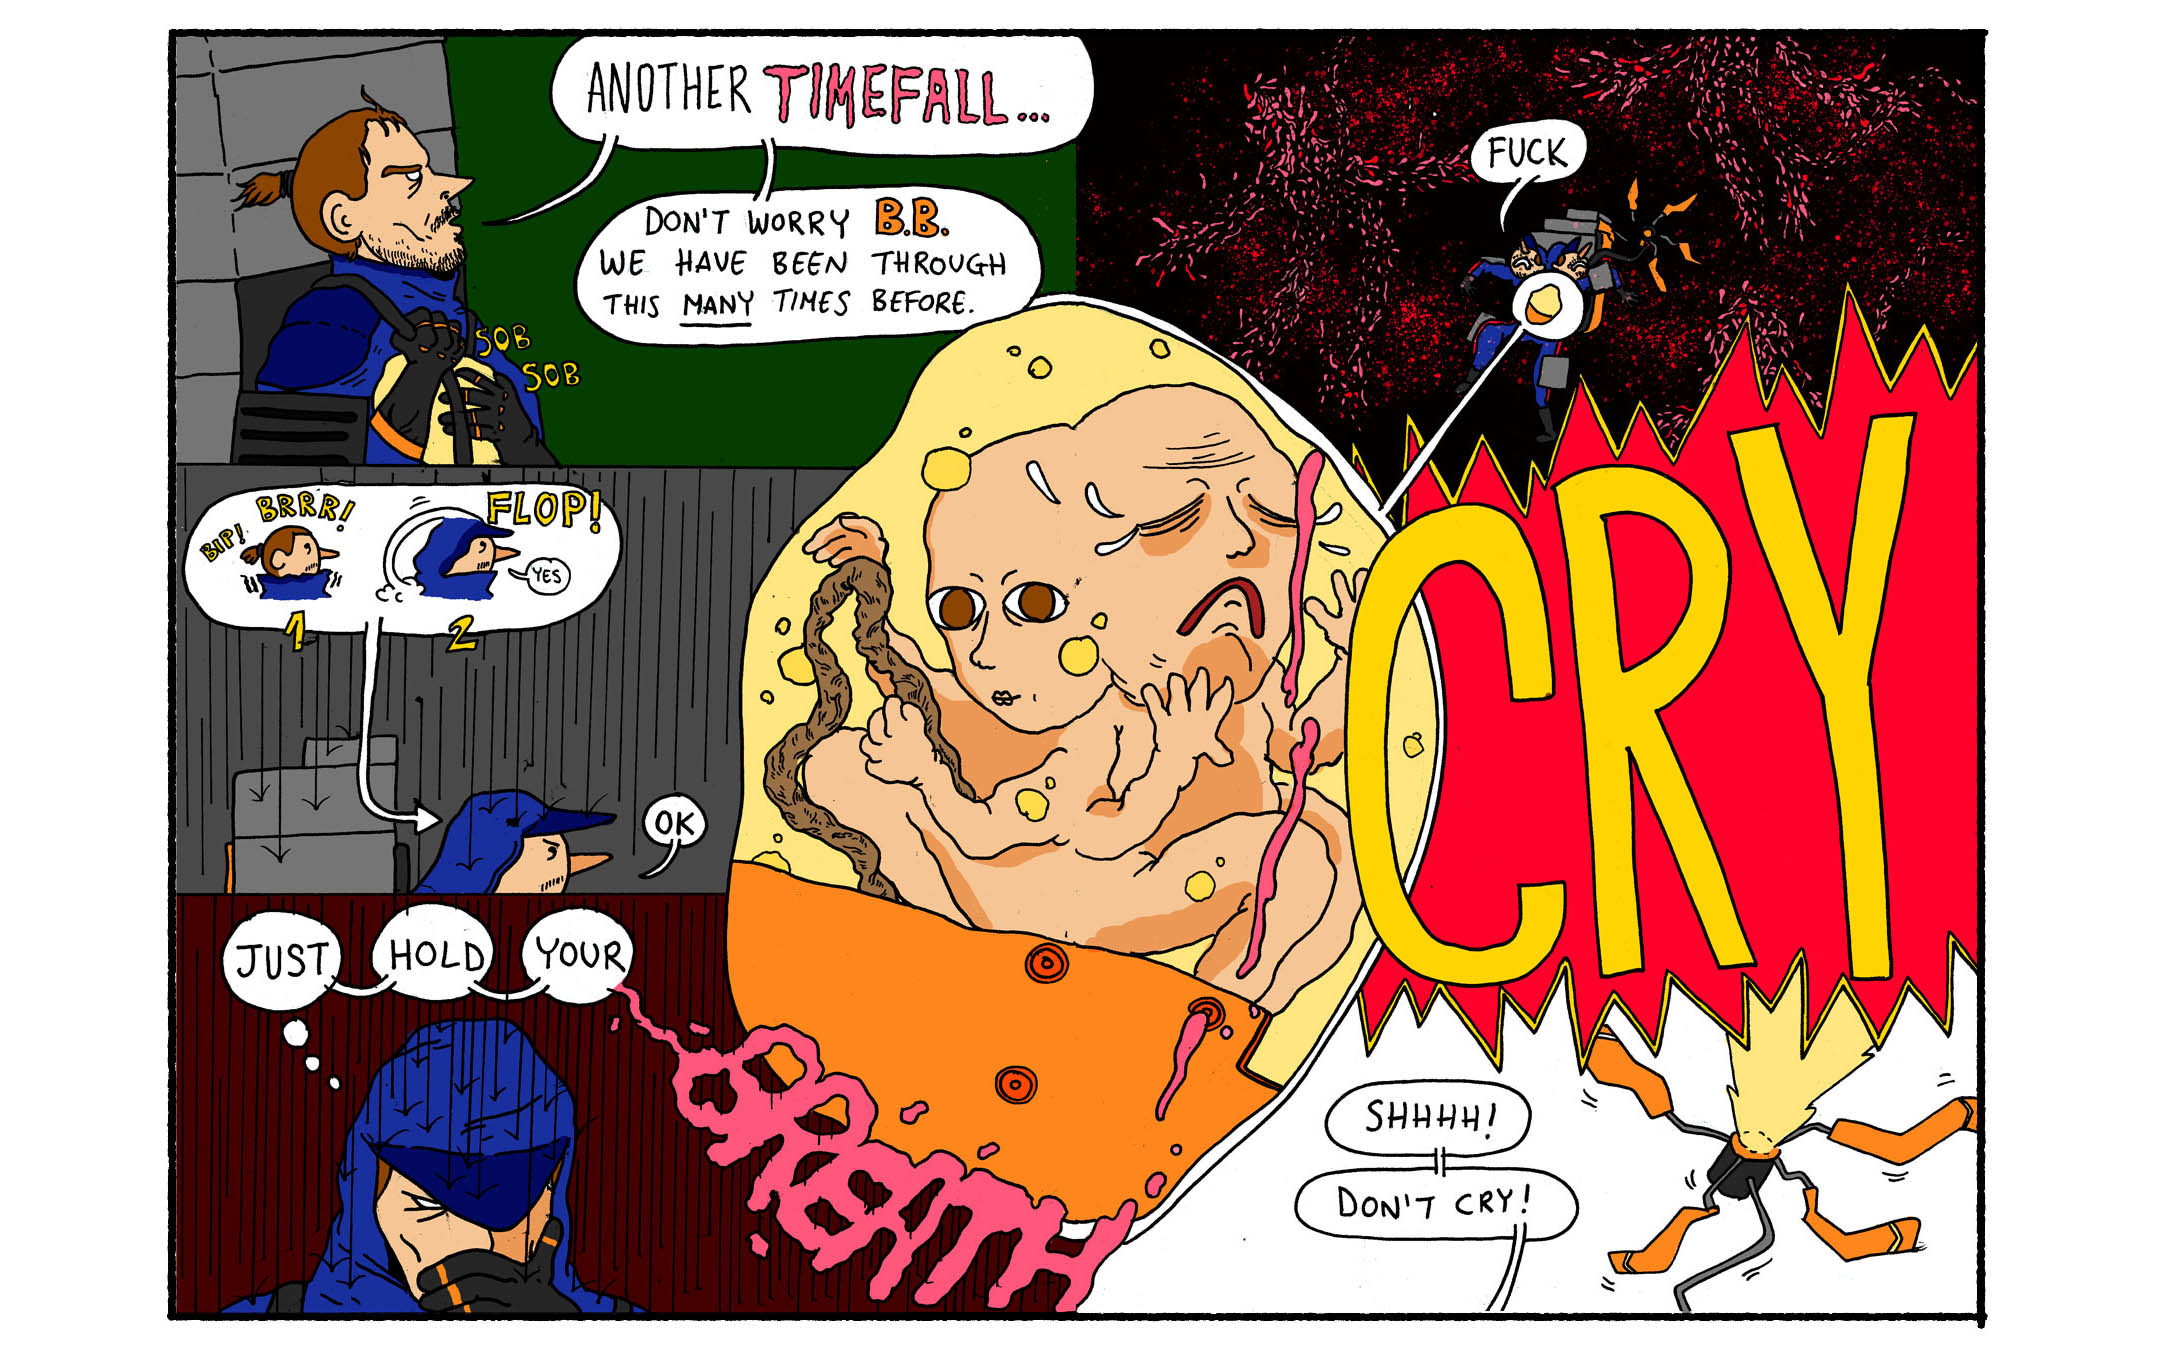 ANOTHER TIMEFALL...
DON'T WORRY B.B.
WE HAVE BEEN THROUGH
THIS MANY TIMES BEFORE.
SOB
SOB
FUCK
BIP! BRRR!
FLOP!
YES
1
2
OK
CRY
JUST HOLD YOUR
BREATH
SHHHH!
DON'T CRY!